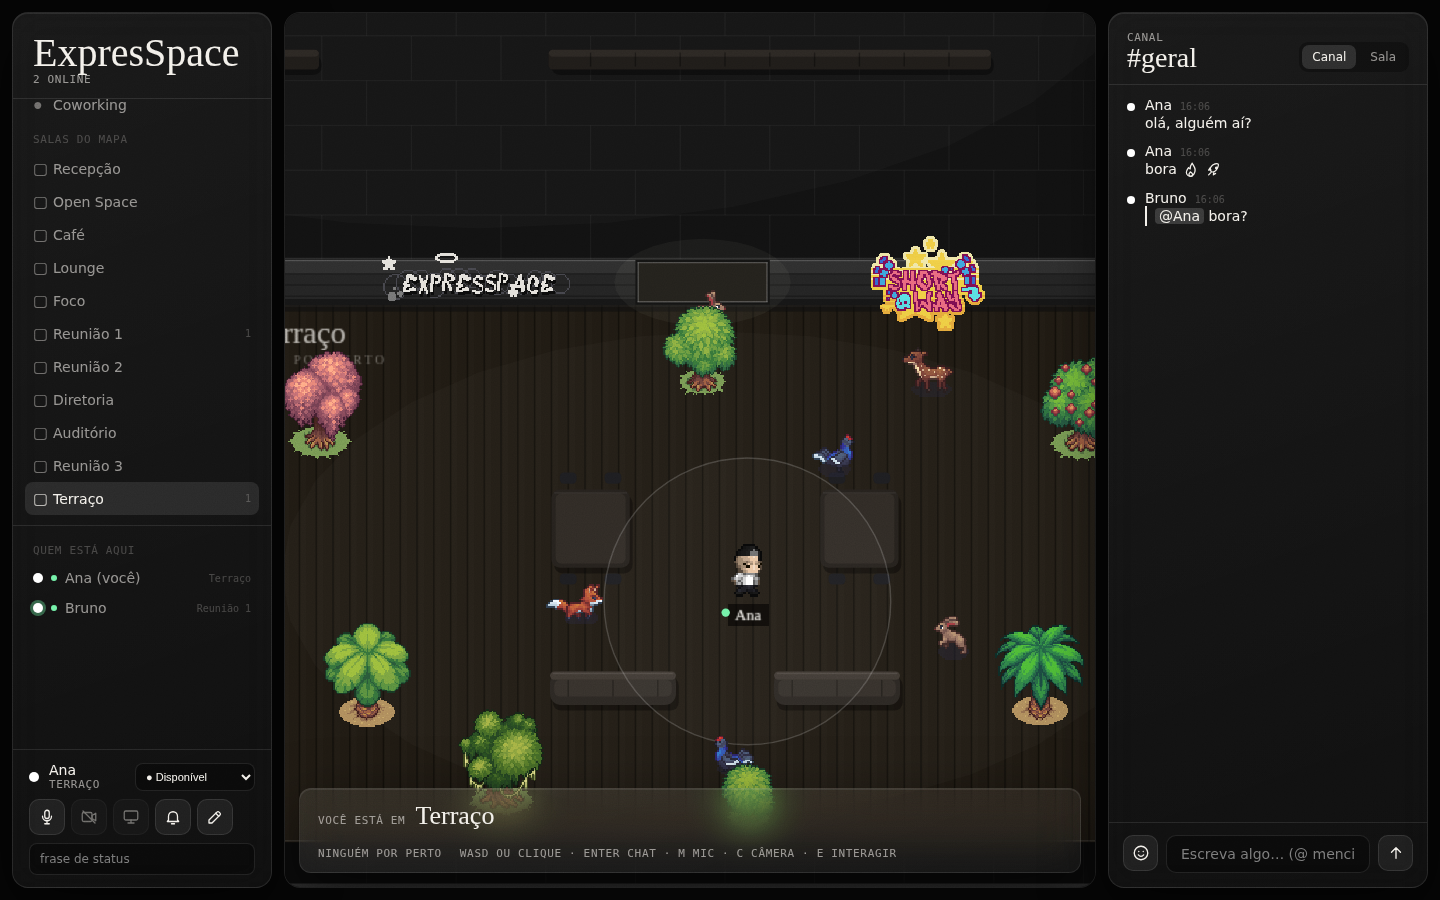 ExpresSpace
2 ONLINE
Coworking
SALAS DO MAPA
Recepção
Open Space
Café
Lounge
Foco
Reunião 1 1
Reunião 2
Diretoria
Auditório
Reunião 3
Terraço 1
QUEM ESTÁ AQUI
Ana (você) Terraço
Bruno Reunião 1
Ana
TERRAÇO
● Disponível
frase de status
EXPRESSPACE
SHORT
WAY
rraço
PO ERTO
Ana
VOCÊ ESTÁ EM Terraço
NINGUÉM POR PERTO WASD OU CLIQUE · ENTER CHAT · M MIC · C CÂMERA · E INTERAGIR
CANAL
#geral
Canal Sala
Ana 16:06
olá, alguém aí?
Ana 16:06
bora
Bruno 16:06
@Ana bora?
Escreva algo… (@ menci